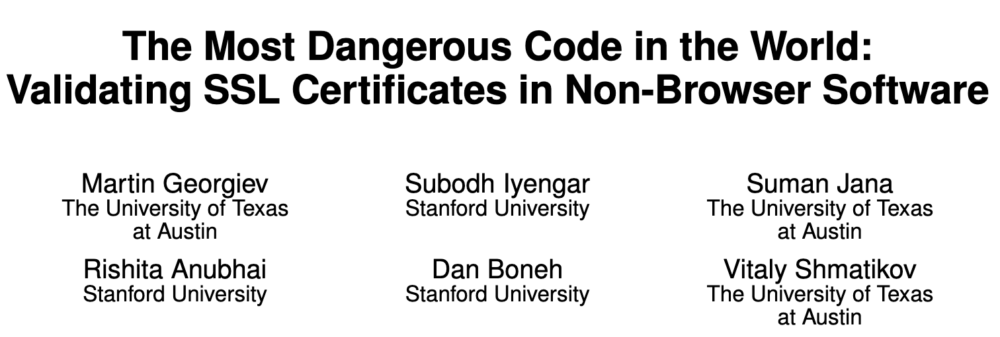 The Most Dangerous Code in the World:
Validating SSL Certificates in Non-Browser Software
Martin Georgiev
The University of Texas
at Austin
Subodh Iyengar
Stanford University
Suman Jana
The University of Texas
at Austin
Rishita Anubhai
Stanford University
Dan Boneh
Stanford University
Vitaly Shmatikov
The University of Texas
at Austin